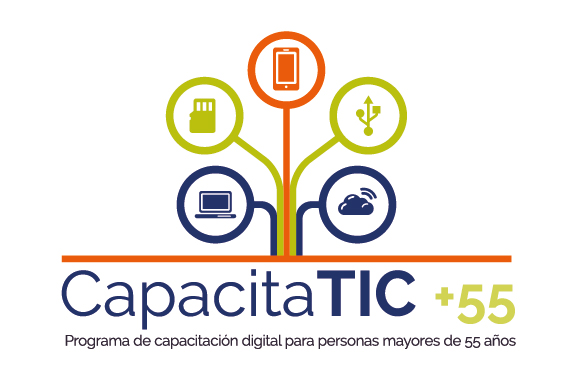 CapacitaTIC +55
Programa de capacitación digital para personas mayores de 55 años